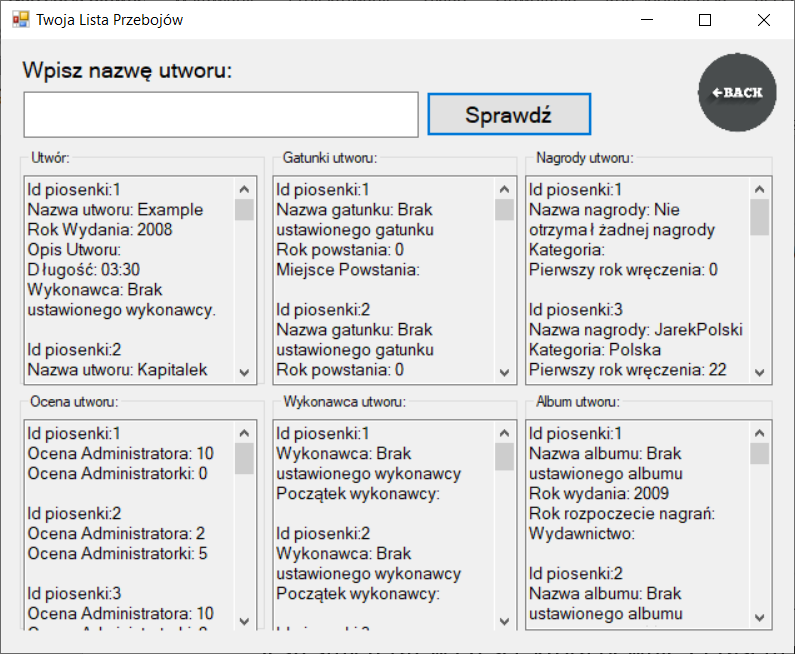 Twoja Lista Przebojów
Wpisz nazwę utworu:
Sprawdź
←BACK
Utwór:
Id piosenki:1
Nazwa utworu: Example
Rok Wydania: 2008
Opis Utworu:
Długość: 03:30
Wykonawca: Brak
ustawionego wykonawcy.
Id piosenki:2
Nazwa utworu: Kapitalek
Gatunki utworu:
Id piosenki:1
Nazwa gatunku: Brak
ustawionego gatunku
Rok powstania: 0
Miejsce Powstania:
Id piosenki:2
Nazwa gatunku: Brak
ustawionego gatunku
Rok powstania: 0
Nagrody utworu:
Id piosenki:1
Nazwa nagrody: Nie
otrzymał żadnej nagrody
Kategoria:
Pierwszy rok wręczenia: 0
Id piosenki:3
Nazwa nagrody: JarekPolski
Kategoria: Polska
Pierwszy rok wręczenia: 22
Ocena utworu:
Id piosenki:1
Ocena Administratora: 10
Ocena Administratorki: 0
Id piosenki:2
Ocena Administratora: 2
Ocena Administratorki: 5
Id piosenki:3
Ocena Administratora: 10
Wykonawca utworu:
Id piosenki:1
Wykonawca: Brak
ustawionego wykonawcy
Początek wykonawcy:
Id piosenki:2
Wykonawca: Brak
ustawionego wykonawcy
Początek wykonawcy:
Album utworu:
Id piosenki:1
Nazwa albumu: Brak
ustawionego albumu
Rok wydania: 2009
Rok rozpoczecie nagrań:
Wydawnictwo:
Id piosenki:2
Nazwa albumu: Brak
ustawionego albumu